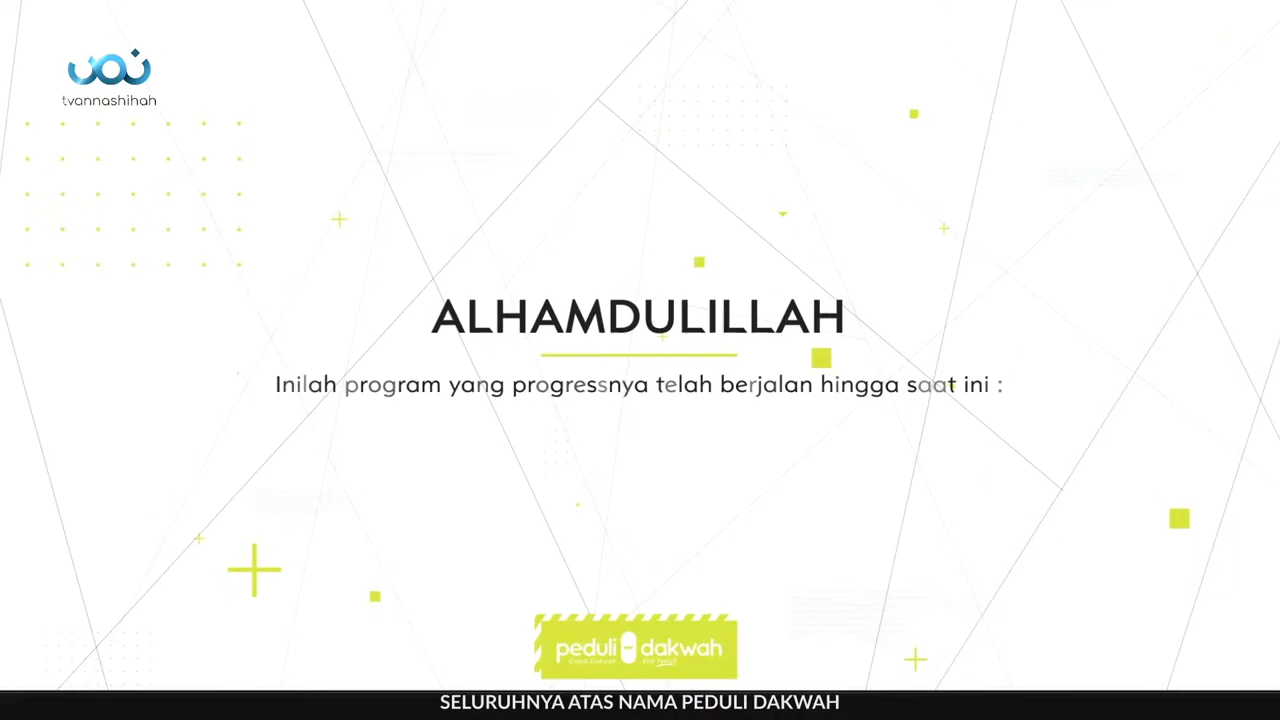 tvannashihah
ALHAMDULILLAH
Inilah program yang progressnya telah berjalan hingga saat ini :
peduli dakwah
SELURUHNYA ATAS NAMA PEDULI DAKWAH